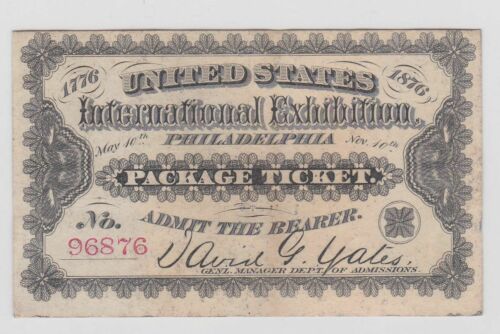 1776 UNITED STATES 1876
International Exhibition,
May 10th PHILADELPHIA Nov. 10th
PACKAGE TICKET.
ADMIT THE BEARER.
No.
96876
David G. Yates,
GENL. MANAGER DEPT. OF ADMISSIONS.